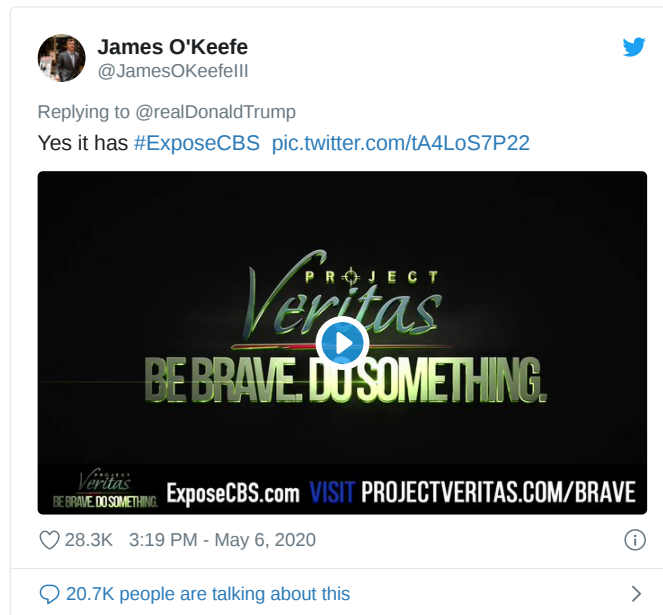 James O'Keefe
@JamesOKeefeIII
Replying to @realDonaldTrump
Yes it has #ExposeCBS pic.twitter.com/tA4LoS7P22
PROJECT
Veritas
BE BRAVE. DO SOMETHING.
PROJECT
Veritas
BE BRAVE. DO SOMETHING.
ExposeCBS.com VISIT PROJECTVERITAS.COM/BRAVE
28.3K 3:19 PM - May 6, 2020
20.7K people are talking about this